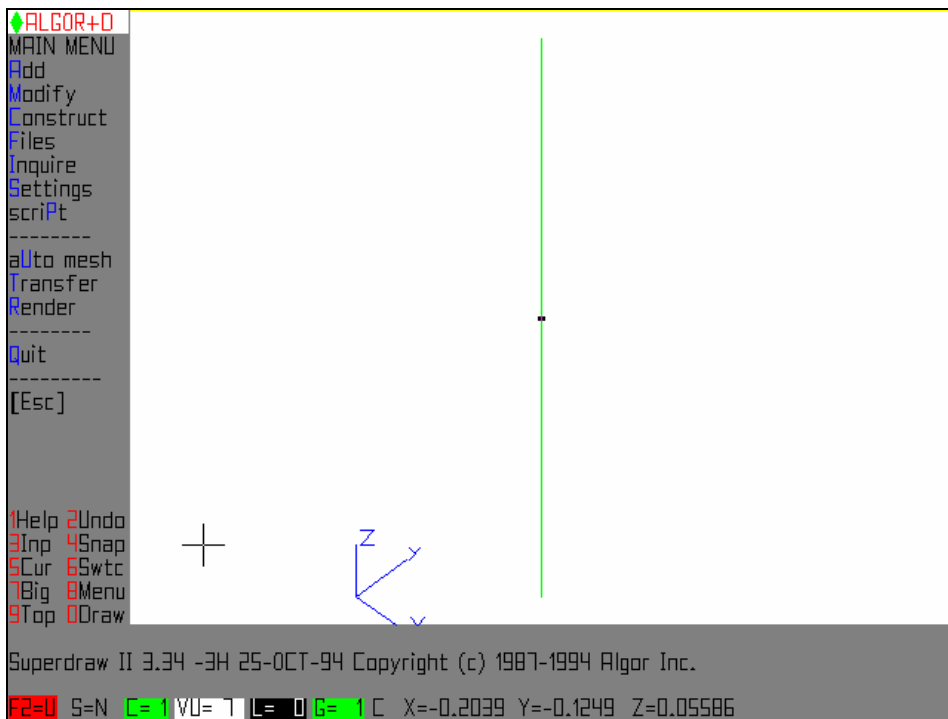 ALGOR+D
MAIN MENU
Add
Modify
Construct
Files
Inquire
Settings
scriPt
--------
aUto mesh
Transfer
Render
--------
Quit
---------
[Esc]
1Help 2Undo
3Inp 4Snap
5Cur 6Swtc
7Big 8Menu
9Top 0Draw
Z
Y
Superdraw II 3.34 -3H 25-OCT-94 Copyright (c) 1987-1994 Algor Inc.
F2=U S=N C= 1 VU= 7 L= 0 G= 1 C X=-0.2039 Y=-0.1249 Z=0.05586